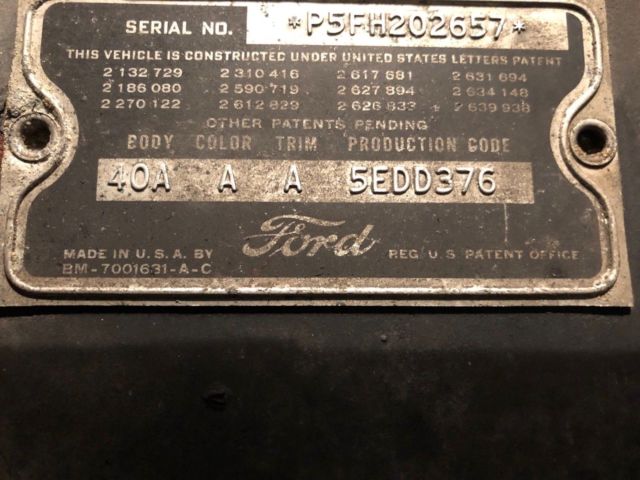 SERIAL NO. *P5FH202657*
THIS VEHICLE IS CONSTRUCTED UNDER UNITED STATES LETTERS PATENT
2 132 729 2 310 416 2 617 681 2 631 694
2 186 080 2 590 719 2 627 894 2 634 148
2 270 122 2 612 829 2 626 833 2 639 938
OTHER PATENTS PENDING
BODY COLOR TRIM PRODUCTION CODE
40A A A 5EDD376
MADE IN U.S.A. BY Ford REG. U.S. PATENT OFFICE
BM-7001631-A-C